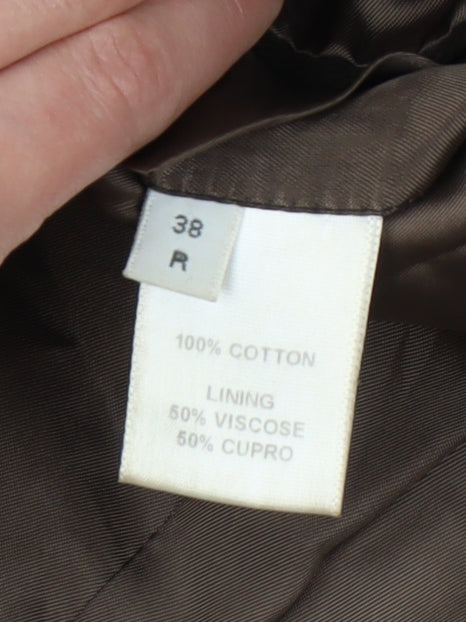 38
R
100% COTTON
LINING
50% VISCOSE
50% CUPRO